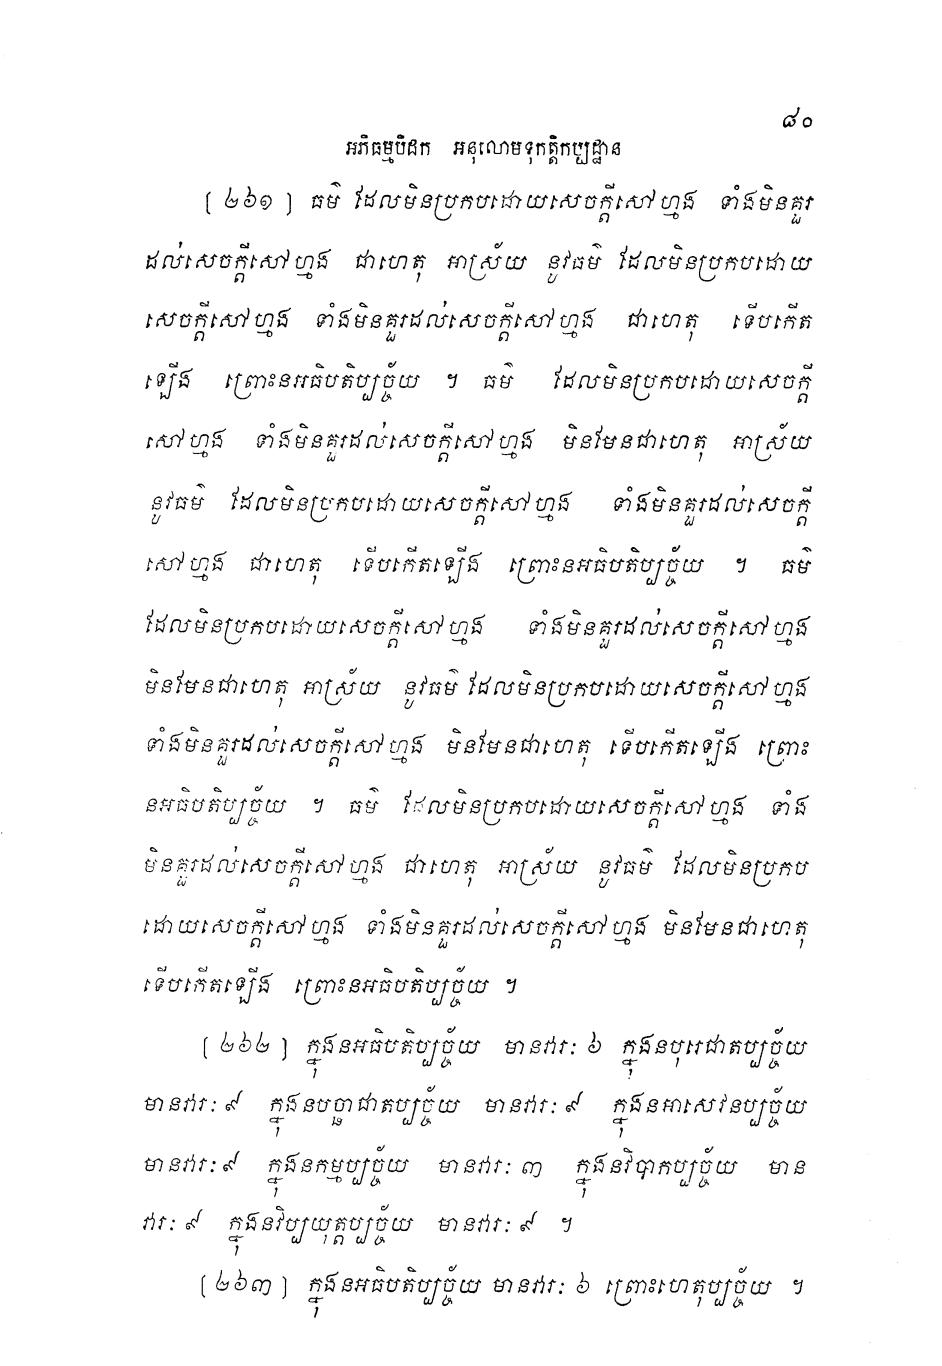 ៨០
អភិធម្មបិដក អនុលោមទុកត្តិកប្បដ្ឋាន
[ ២៦១ ] ធម៌ ដែលមិនប្រកបដោយសេចក្តីសៅហ្មង ទាំងមិនគួរ
ដល់សេចក្តីសៅហ្មង ជាហេតុ អាស្រ័យ នូវធម៌ ដែលមិនប្រកបដោយ
សេចក្តីសៅហ្មង ទាំងមិនគួរដល់សេចក្តីសៅហ្មង ជាហេតុ ទើបកើត
ឡើង ព្រោះនអធិបតិប្បច្ច័យ ។ ធម៌ ដែលមិនប្រកបដោយសេចក្តី
សៅហ្មង ទាំងមិនគួរដល់សេចក្តីសៅហ្មង មិនមែនជាហេតុ អាស្រ័យ
នូវធម៌ ដែលមិនប្រកបដោយសេចក្តីសៅហ្មង ទាំងមិនគួរដល់សេចក្តី
សៅហ្មង ជាហេតុ ទើបកើតឡើង ព្រោះនអធិបតិប្បច្ច័យ ។ ធម៌
ដែលមិនប្រកបដោយសេចក្តីសៅហ្មង ទាំងមិនគួរដល់សេចក្តីសៅហ្មង
មិនមែនជាហេតុ អាស្រ័យ នូវធម៌ ដែលមិនប្រកបដោយសេចក្តីសៅហ្មង
ទាំងមិនគួរដល់សេចក្តីសៅហ្មង មិនមែនជាហេតុ ទើបកើតឡើង ព្រោះ
នអធិបតិប្បច្ច័យ ។ ធម៌ ដែលមិនប្រកបដោយសេចក្តីសៅហ្មង ទាំង
មិនគួរដល់សេចក្តីសៅហ្មង ជាហេតុ អាស្រ័យ នូវធម៌ ដែលមិនប្រកប
ដោយសេចក្តីសៅហ្មង ទាំងមិនគួរដល់សេចក្តីសៅហ្មង មិនមែនជាហេតុ
ទើបកើតឡើង ព្រោះនអធិបតិប្បច្ច័យ ។
[ ២៦២ ] ក្នុងនអធិបតិប្បច្ច័យ មានវារៈ ៦ ក្នុងនបុរេជាតប្បច្ច័យ
មានវារៈ ៩ ក្នុងនបច្ឆាជាតប្បច្ច័យ មានវារៈ ៩ ក្នុងនអាសេវនប្បច្ច័យ
មានវារៈ ៩ ក្នុងនកម្មប្បច្ច័យ មានវារៈ ៣ ក្នុងនវិបាកប្បច្ច័យ មាន
វារៈ ៩ ក្នុងនវិប្បយុត្តប្បច្ច័យ មានវារៈ ៩ ។
[ ២៦៣ ] ក្នុងនអធិបតិប្បច្ច័យ មានវារៈ ៦ ព្រោះហេតុប្បច្ច័យ ។